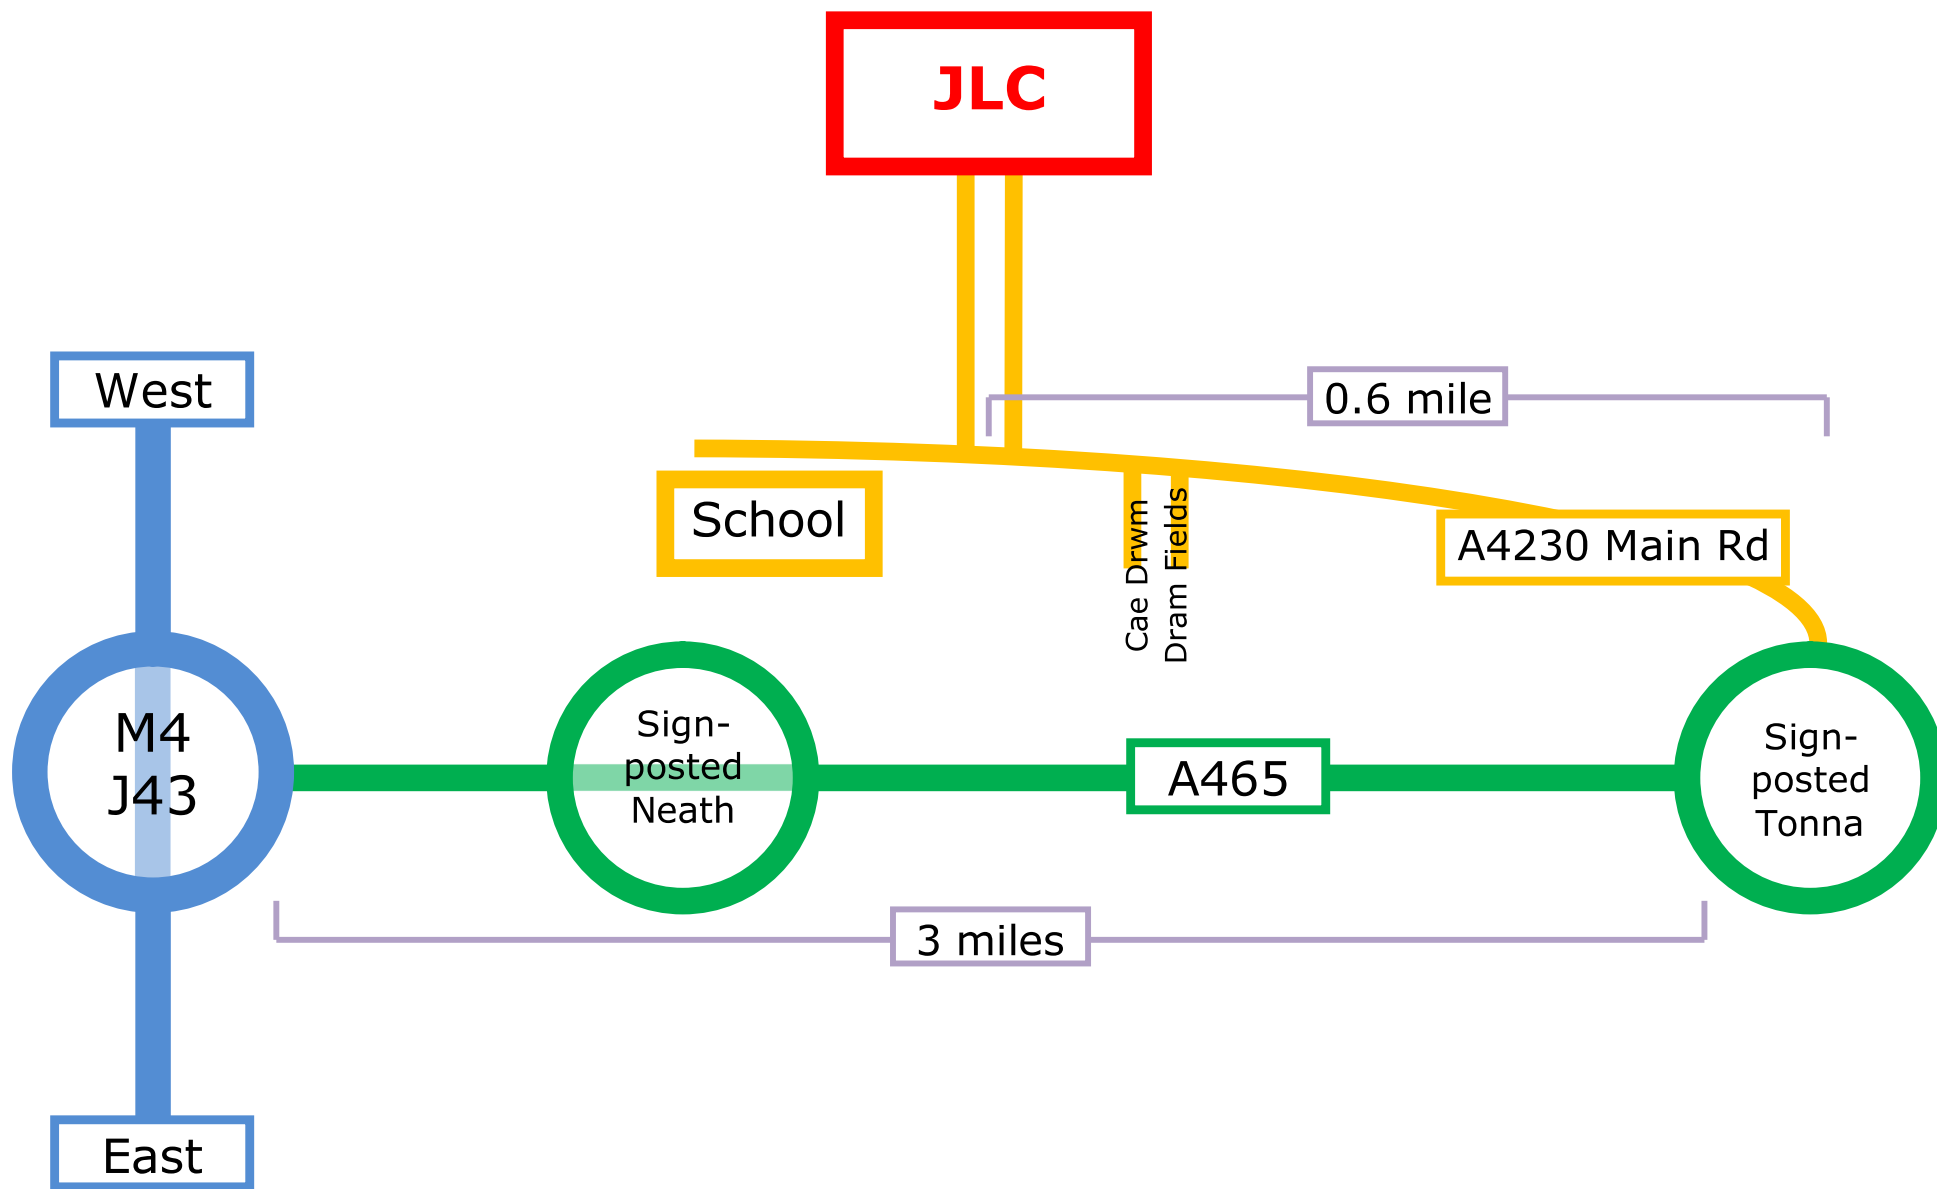 JLC
West
0.6 mile
School
Cae Drwm
Dram Fields
A4230 Main Rd
M4
J43
Sign-
posted
Neath
A465
Sign-
posted
Tonna
3 miles
East